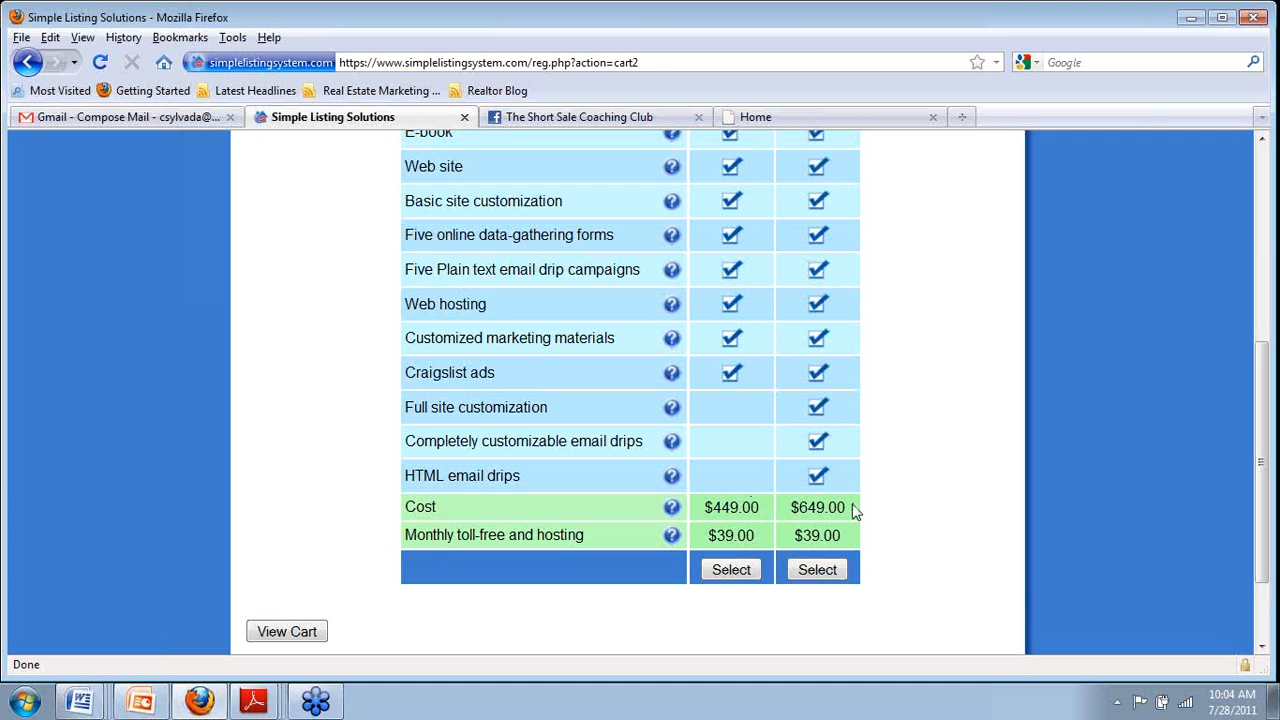 Simple Listing Solutions - Mozilla Firefox
File Edit View History Bookmarks Tools Help
simplelistingsystem.com https://www.simplelistingsystem.com/reg.php?action=cart2 Google
Most Visited Getting Started Latest Headlines Real Estate Marketing ... Realtor Blog
Gmail - Compose Mail - csylvada@... Simple Listing Solutions The Short Sale Coaching Club Home
E-book
Web site
Basic site customization
Five online data-gathering forms
Five Plain text email drip campaigns
Web hosting
Customized marketing materials
Craigslist ads
Full site customization
Completely customizable email drips
HTML email drips
Cost $449.00 $649.00
Monthly toll-free and hosting $39.00 $39.00
Select Select
View Cart
Done
10:04 AM
7/28/2011